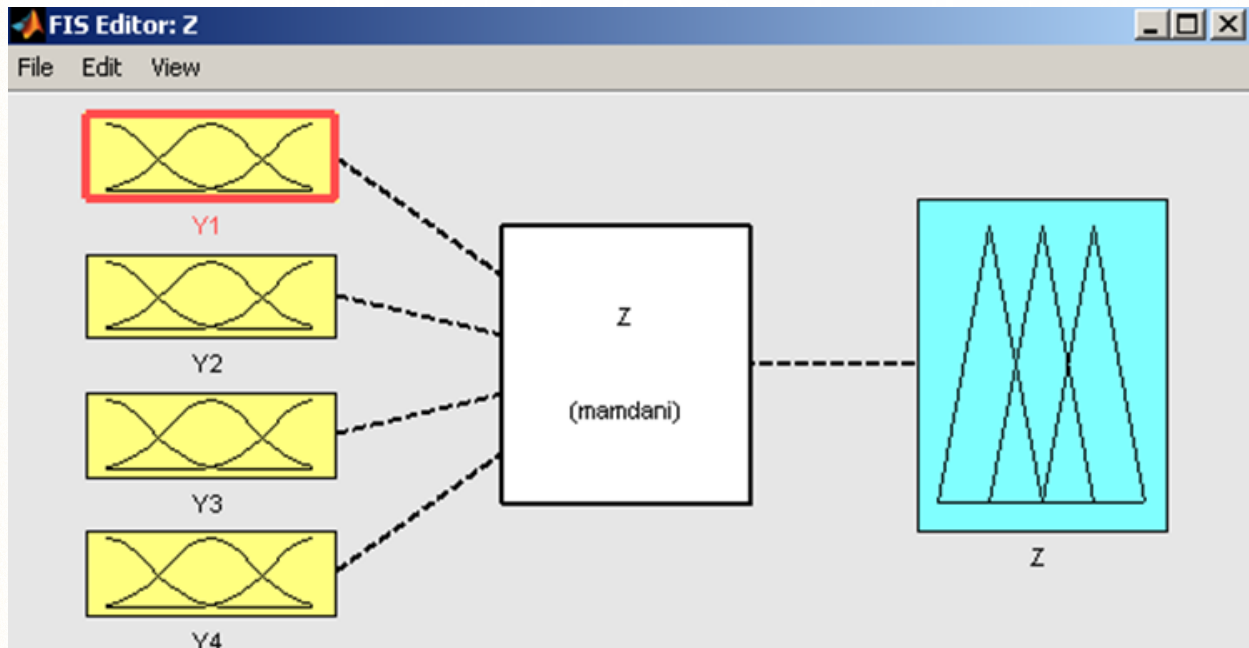 FIS Editor: Z
File Edit View
Y1
Y2
Y3
Y4
Z
(mamdani)
Z